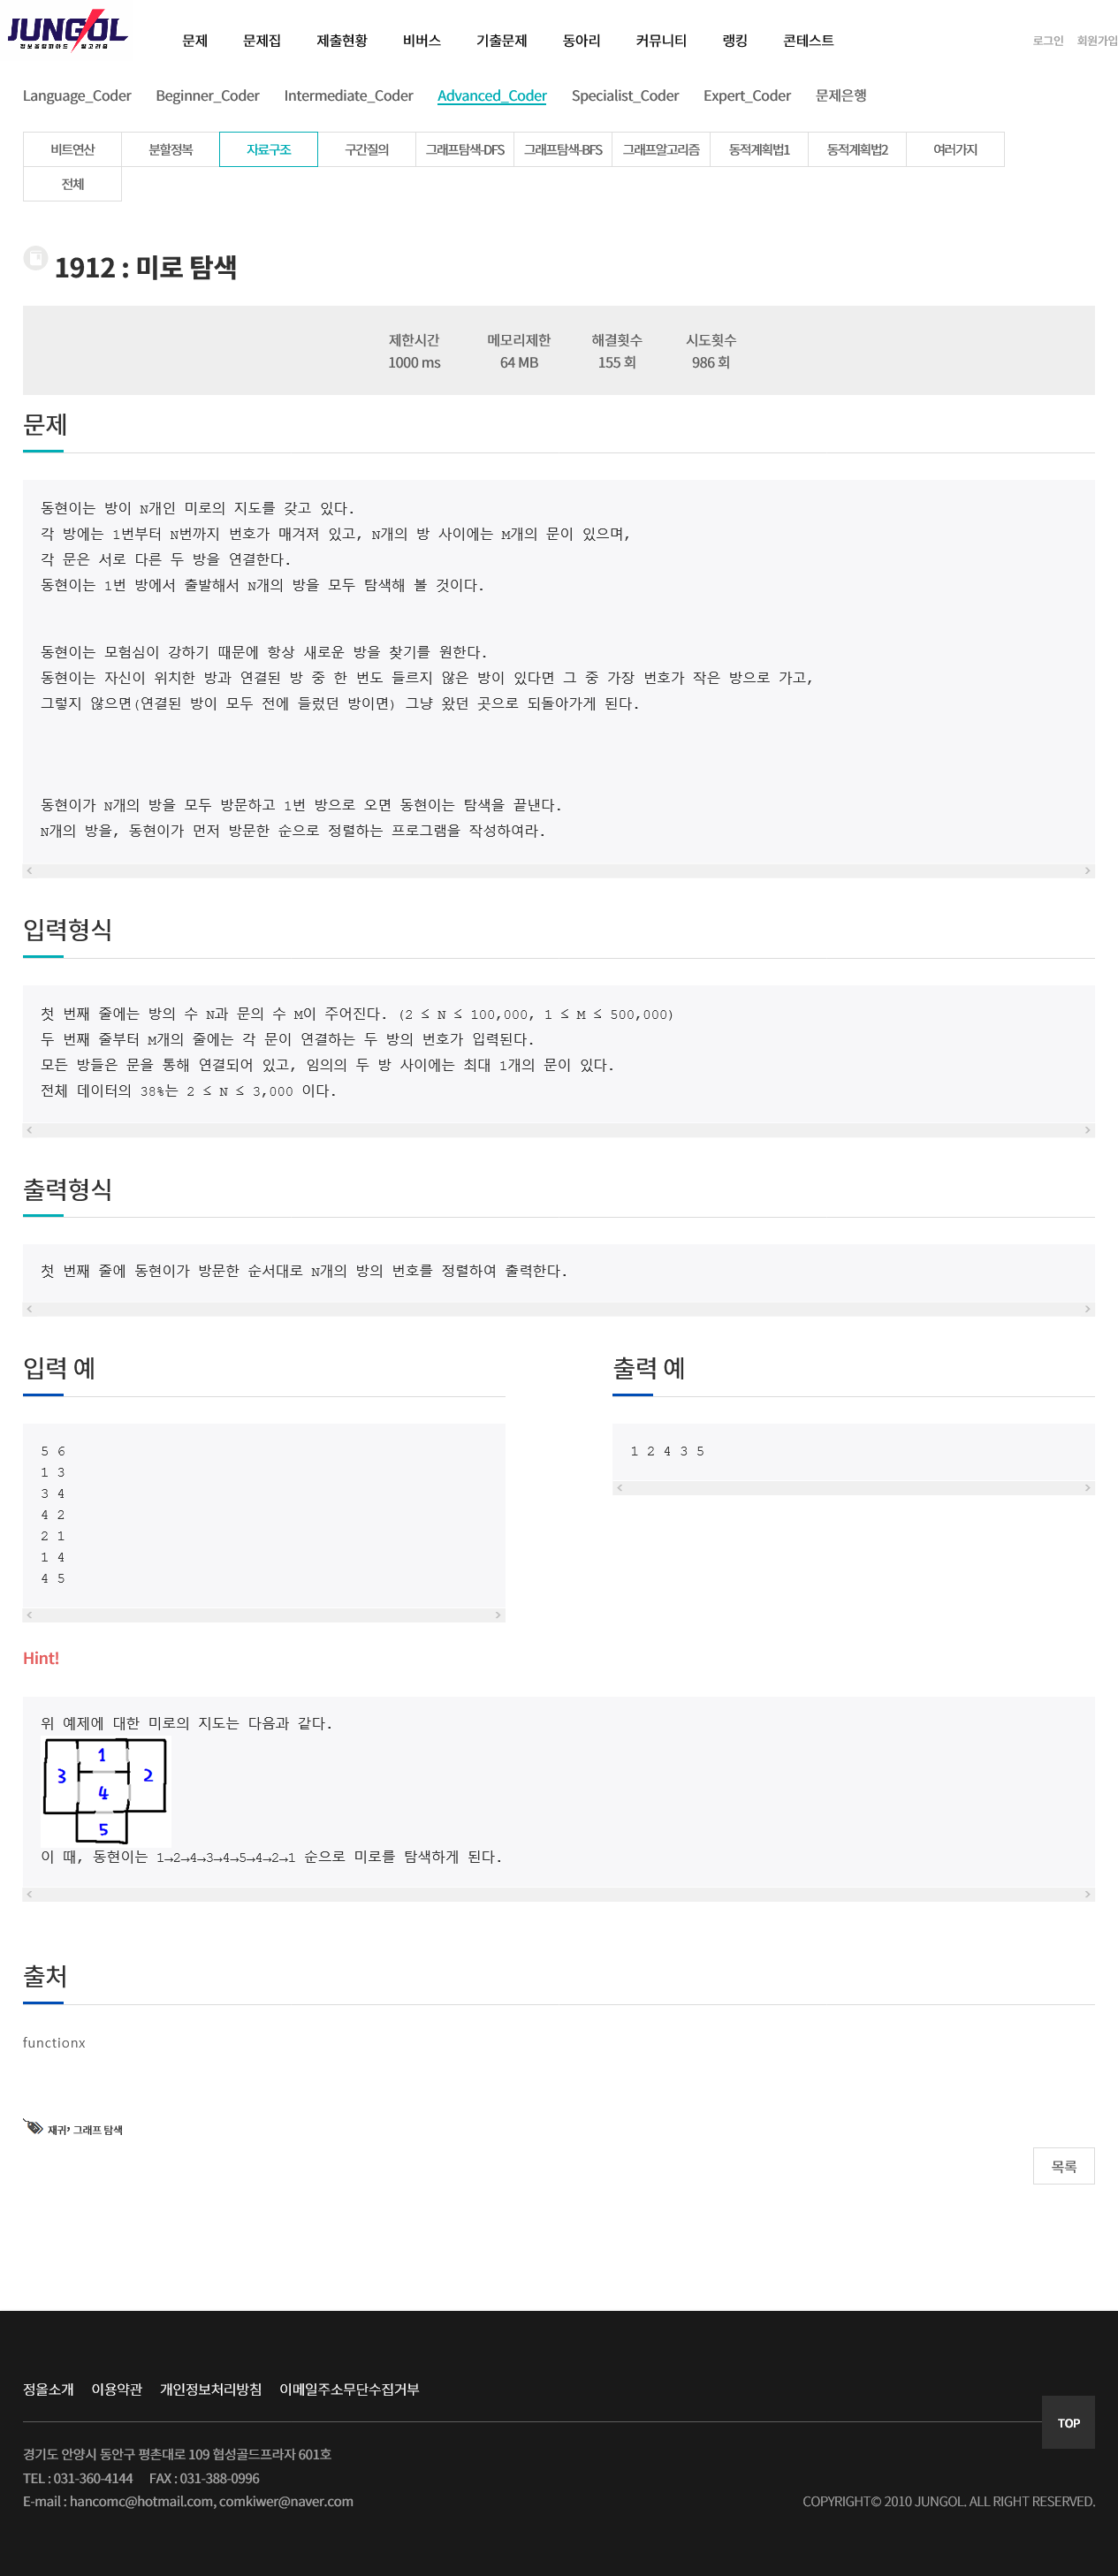 JUNGOL
정보올림피아드 알고리즘
문제 문제집 제출현황 비버스 기출문제 동아리 커뮤니티 랭킹 콘테스트
로그인 회원가입
Language_Coder Beginner_Coder Intermediate_Coder Advanced_Coder Specialist_Coder Expert_Coder 문제은행
비트연산 분할정복 자료구조 구간질의 그래프탐색-DFS 그래프탐색-BFS 그래프알고리즘 동적계획법1 동적계획법2 여러가지
전체
1912 : 미로 탐색
제한시간 메모리제한 해결횟수 시도횟수
1000 ms 64 MB 155 회 986 회
문제
동현이는 방이 N개인 미로의 지도를 갖고 있다.
각 방에는 1번부터 N번까지 번호가 매겨져 있고, N개의 방 사이에는 M개의 문이 있으며,
각 문은 서로 다른 두 방을 연결한다.
동현이는 1번 방에서 출발해서 N개의 방을 모두 탐색해 볼 것이다.
동현이는 모험심이 강하기 때문에 항상 새로운 방을 찾기를 원한다.
동현이는 자신이 위치한 방과 연결된 방 중 한 번도 들르지 않은 방이 있다면 그 중 가장 번호가 작은 방으로 가고,
그렇지 않으면(연결된 방이 모두 전에 들렀던 방이면) 그냥 왔던 곳으로 되돌아가게 된다.
동현이가 N개의 방을 모두 방문하고 1번 방으로 오면 동현이는 탐색을 끝낸다.
N개의 방을, 동현이가 먼저 방문한 순으로 정렬하는 프로그램을 작성하여라.
입력형식
첫 번째 줄에는 방의 수 N과 문의 수 M이 주어진다. (2 ≤ N ≤ 100,000, 1 ≤ M ≤ 500,000)
두 번째 줄부터 M개의 줄에는 각 문이 연결하는 두 방의 번호가 입력된다.
모든 방들은 문을 통해 연결되어 있고, 임의의 두 방 사이에는 최대 1개의 문이 있다.
전체 데이터의 38%는 2 ≤ N ≤ 3,000 이다.
출력형식
첫 번째 줄에 동현이가 방문한 순서대로 N개의 방의 번호를 정렬하여 출력한다.
입력 예
5 6
1 3
3 4
4 2
2 1
1 4
4 5
출력 예
1 2 4 3 5
Hint!
위 예제에 대한 미로의 지도는 다음과 같다.
1
3 2
4
5
이 때, 동현이는 1→2→4→3→4→5→4→2→1 순으로 미로를 탐색하게 된다.
출처
functionx
재귀, 그래프 탐색
목록
정올소개 이용약관 개인정보처리방침 이메일주소무단수집거부
TOP
경기도 안양시 동안구 평촌대로 109 협성골드프라자 601호
TEL : 031-360-4144 FAX : 031-388-0996
E-mail : hancomc@hotmail.com, comkiwer@naver.com
COPYRIGHT© 2010 JUNGOL. ALL RIGHT RESERVED.